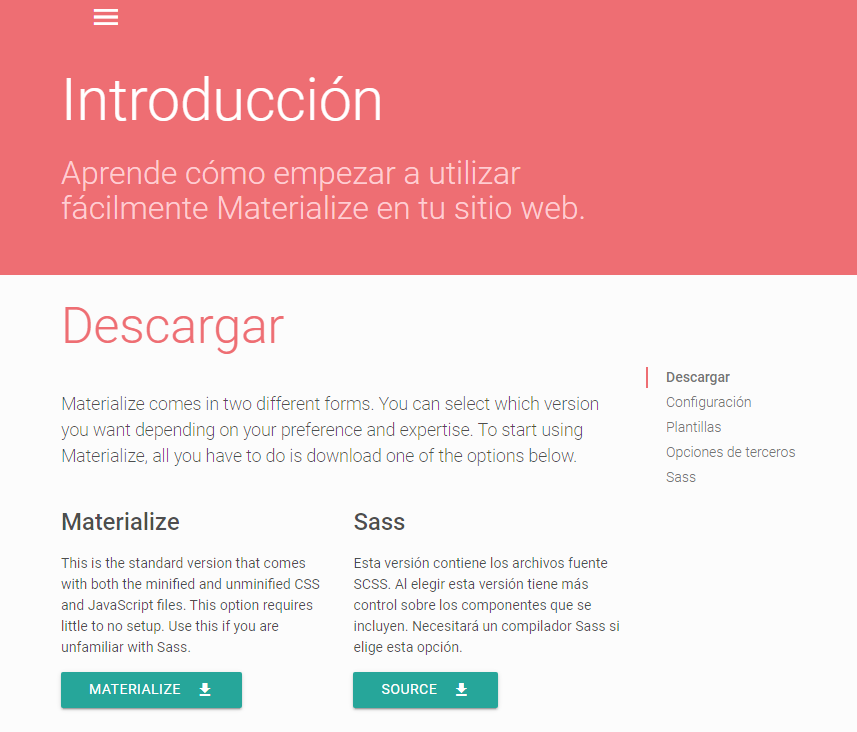 Introducción
Aprende cómo empezar a utilizar
fácilmente Materialize en tu sitio web.
Descargar
Materialize comes in two different forms. You can select which version
you want depending on your preference and expertise. To start using
Materialize, all you have to do is download one of the options below.
Materialize
This is the standard version that comes
with both the minified and unminified CSS
and JavaScript files. This option requires
little to no setup. Use this if you are
unfamiliar with Sass.
MATERIALIZE
Sass
Esta versión contiene los archivos fuente
SCSS. Al elegir esta versión tiene más
control sobre los componentes que se
incluyen. Necesitará un compilador Sass si
elige esta opción.
SOURCE
Descargar
Configuración
Plantillas
Opciones de terceros
Sass